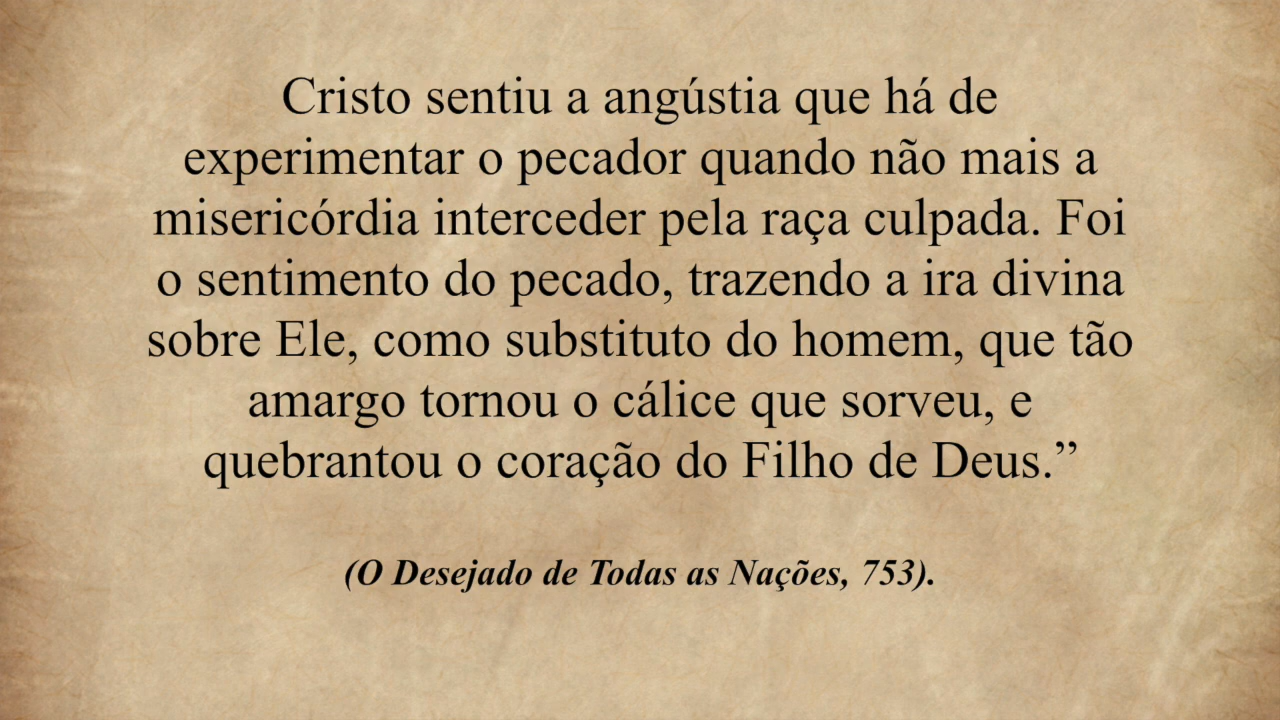 Cristo sentiu a angústia que há de
experimentar o pecador quando não mais a
misericórdia interceder pela raça culpada. Foi
o sentimento do pecado, trazendo a ira divina
sobre Ele, como substituto do homem, que tão
amargo tornou o cálice que sorveu, e
quebrantou o coração do Filho de Deus.”
(O Desejado de Todas as Nações, 753).